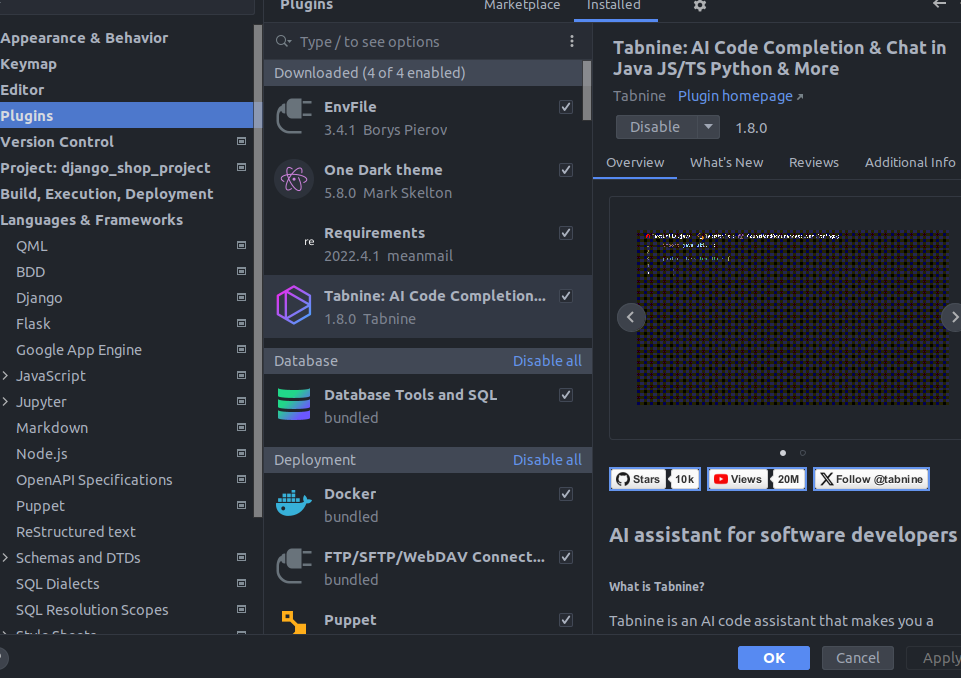 Plugins
Marketplace
Installed
Appearance & Behavior
Keymap
Editor
Plugins
Version Control
Project: django_shop_project
Build, Execution, Deployment
Languages & Frameworks
QML
BDD
Django
Flask
Google App Engine
JavaScript
Jupyter
Markdown
Node.js
OpenAPI Specifications
Puppet
ReStructured text
Schemas and DTDs
SQL Dialects
SQL Resolution Scopes
Style Sheets
Type / to see options
Downloaded (4 of 4 enabled)
EnvFile
3.4.1 Borys Pierov
One Dark theme
5.8.0 Mark Skelton
re
Requirements
2022.4.1 meanmail
Tabnine: AI Code Completion...
1.8.0 Tabnine
Database Disable all
Database Tools and SQL
bundled
Deployment Disable all
Docker
bundled
FTP/SFTP/WebDAV Connect...
bundled
Puppet
Tabnine: AI Code Completion & Chat in
Java JS/TS Python & More
Tabnine Plugin homepage
Disable 1.8.0
Overview What's New Reviews Additional Info
Stars 10k Views 20M Follow @tabnine
AI assistant for software developers
What is Tabnine?
Tabnine is an AI code assistant that makes you a
OK Cancel Apply